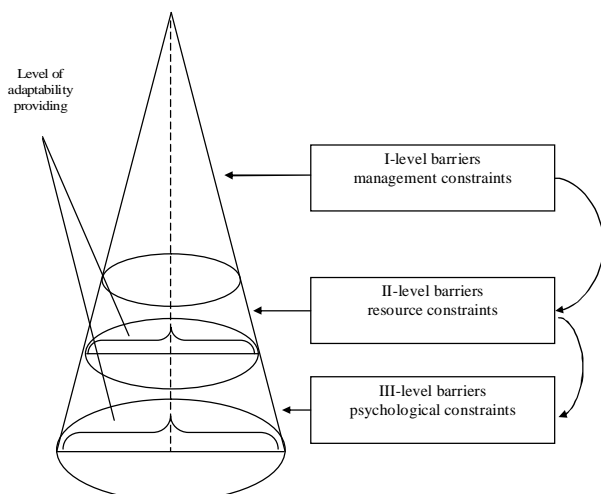 Level of
adaptability
providing
I-level barriers
management constraints
II-level barriers
resource constraints
III-level barriers
psychological constraints